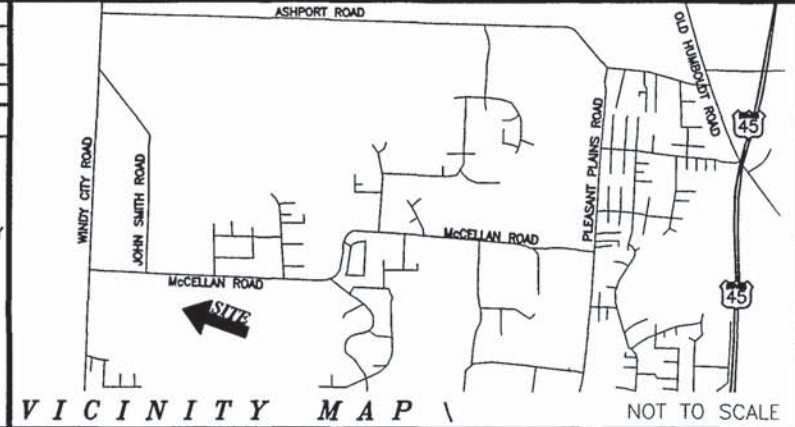 ASHPORT ROAD
OLD HUMBOLDT ROAD
45
WINDY CITY ROAD
JOHN SMITH ROAD
PLEASANT PLAINS ROAD
McCELLAN ROAD
McCELLAN ROAD
45
SITE
VICINITY MAP \
NOT TO SCALE